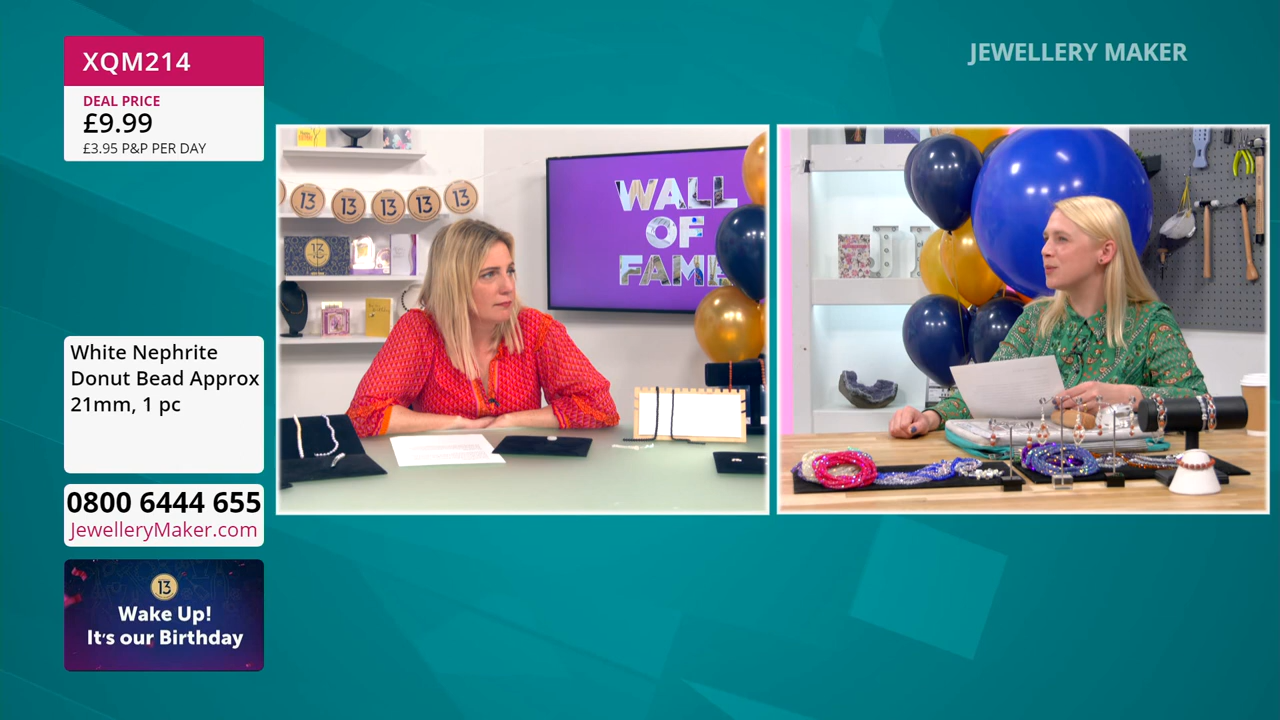 XQM214
DEAL PRICE
£9.99
£3.95 P&P PER DAY
JEWELLERY MAKER
13
13
13
13
13
13
WALL
OF
FAME
White Nephrite
Donut Bead Approx
21mm, 1 pc
0800 6444 655
JewelleryMaker.com
13
Wake Up!
It's our Birthday